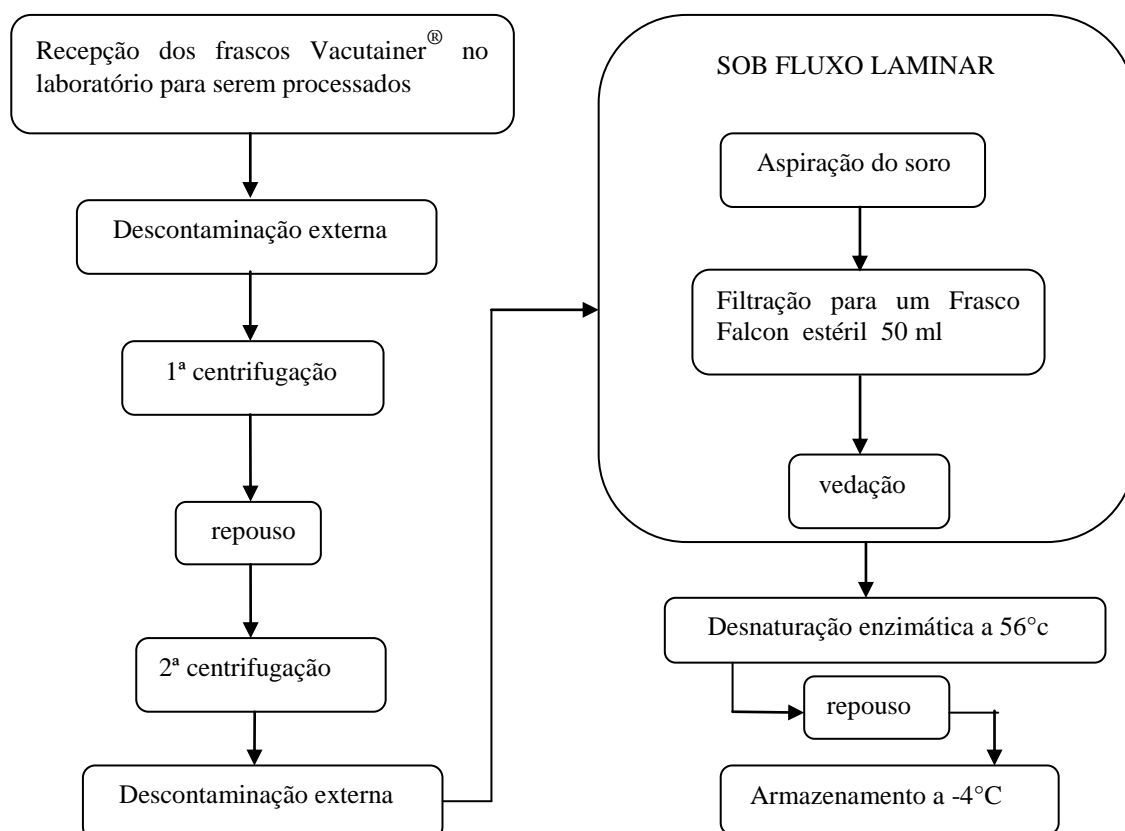 Recepção dos frascos Vacutainer® no
laboratório para serem processados
Descontaminação externa
1ª centrifugação
repouso
2ª centrifugação
Descontaminação externa
SOB FLUXO LAMINAR
Aspiração do soro
Filtração para um Frasco
Falcon estéril 50 ml
vedação
Desnaturação enzimática a 56°c
repouso
Armazenamento a -4°C